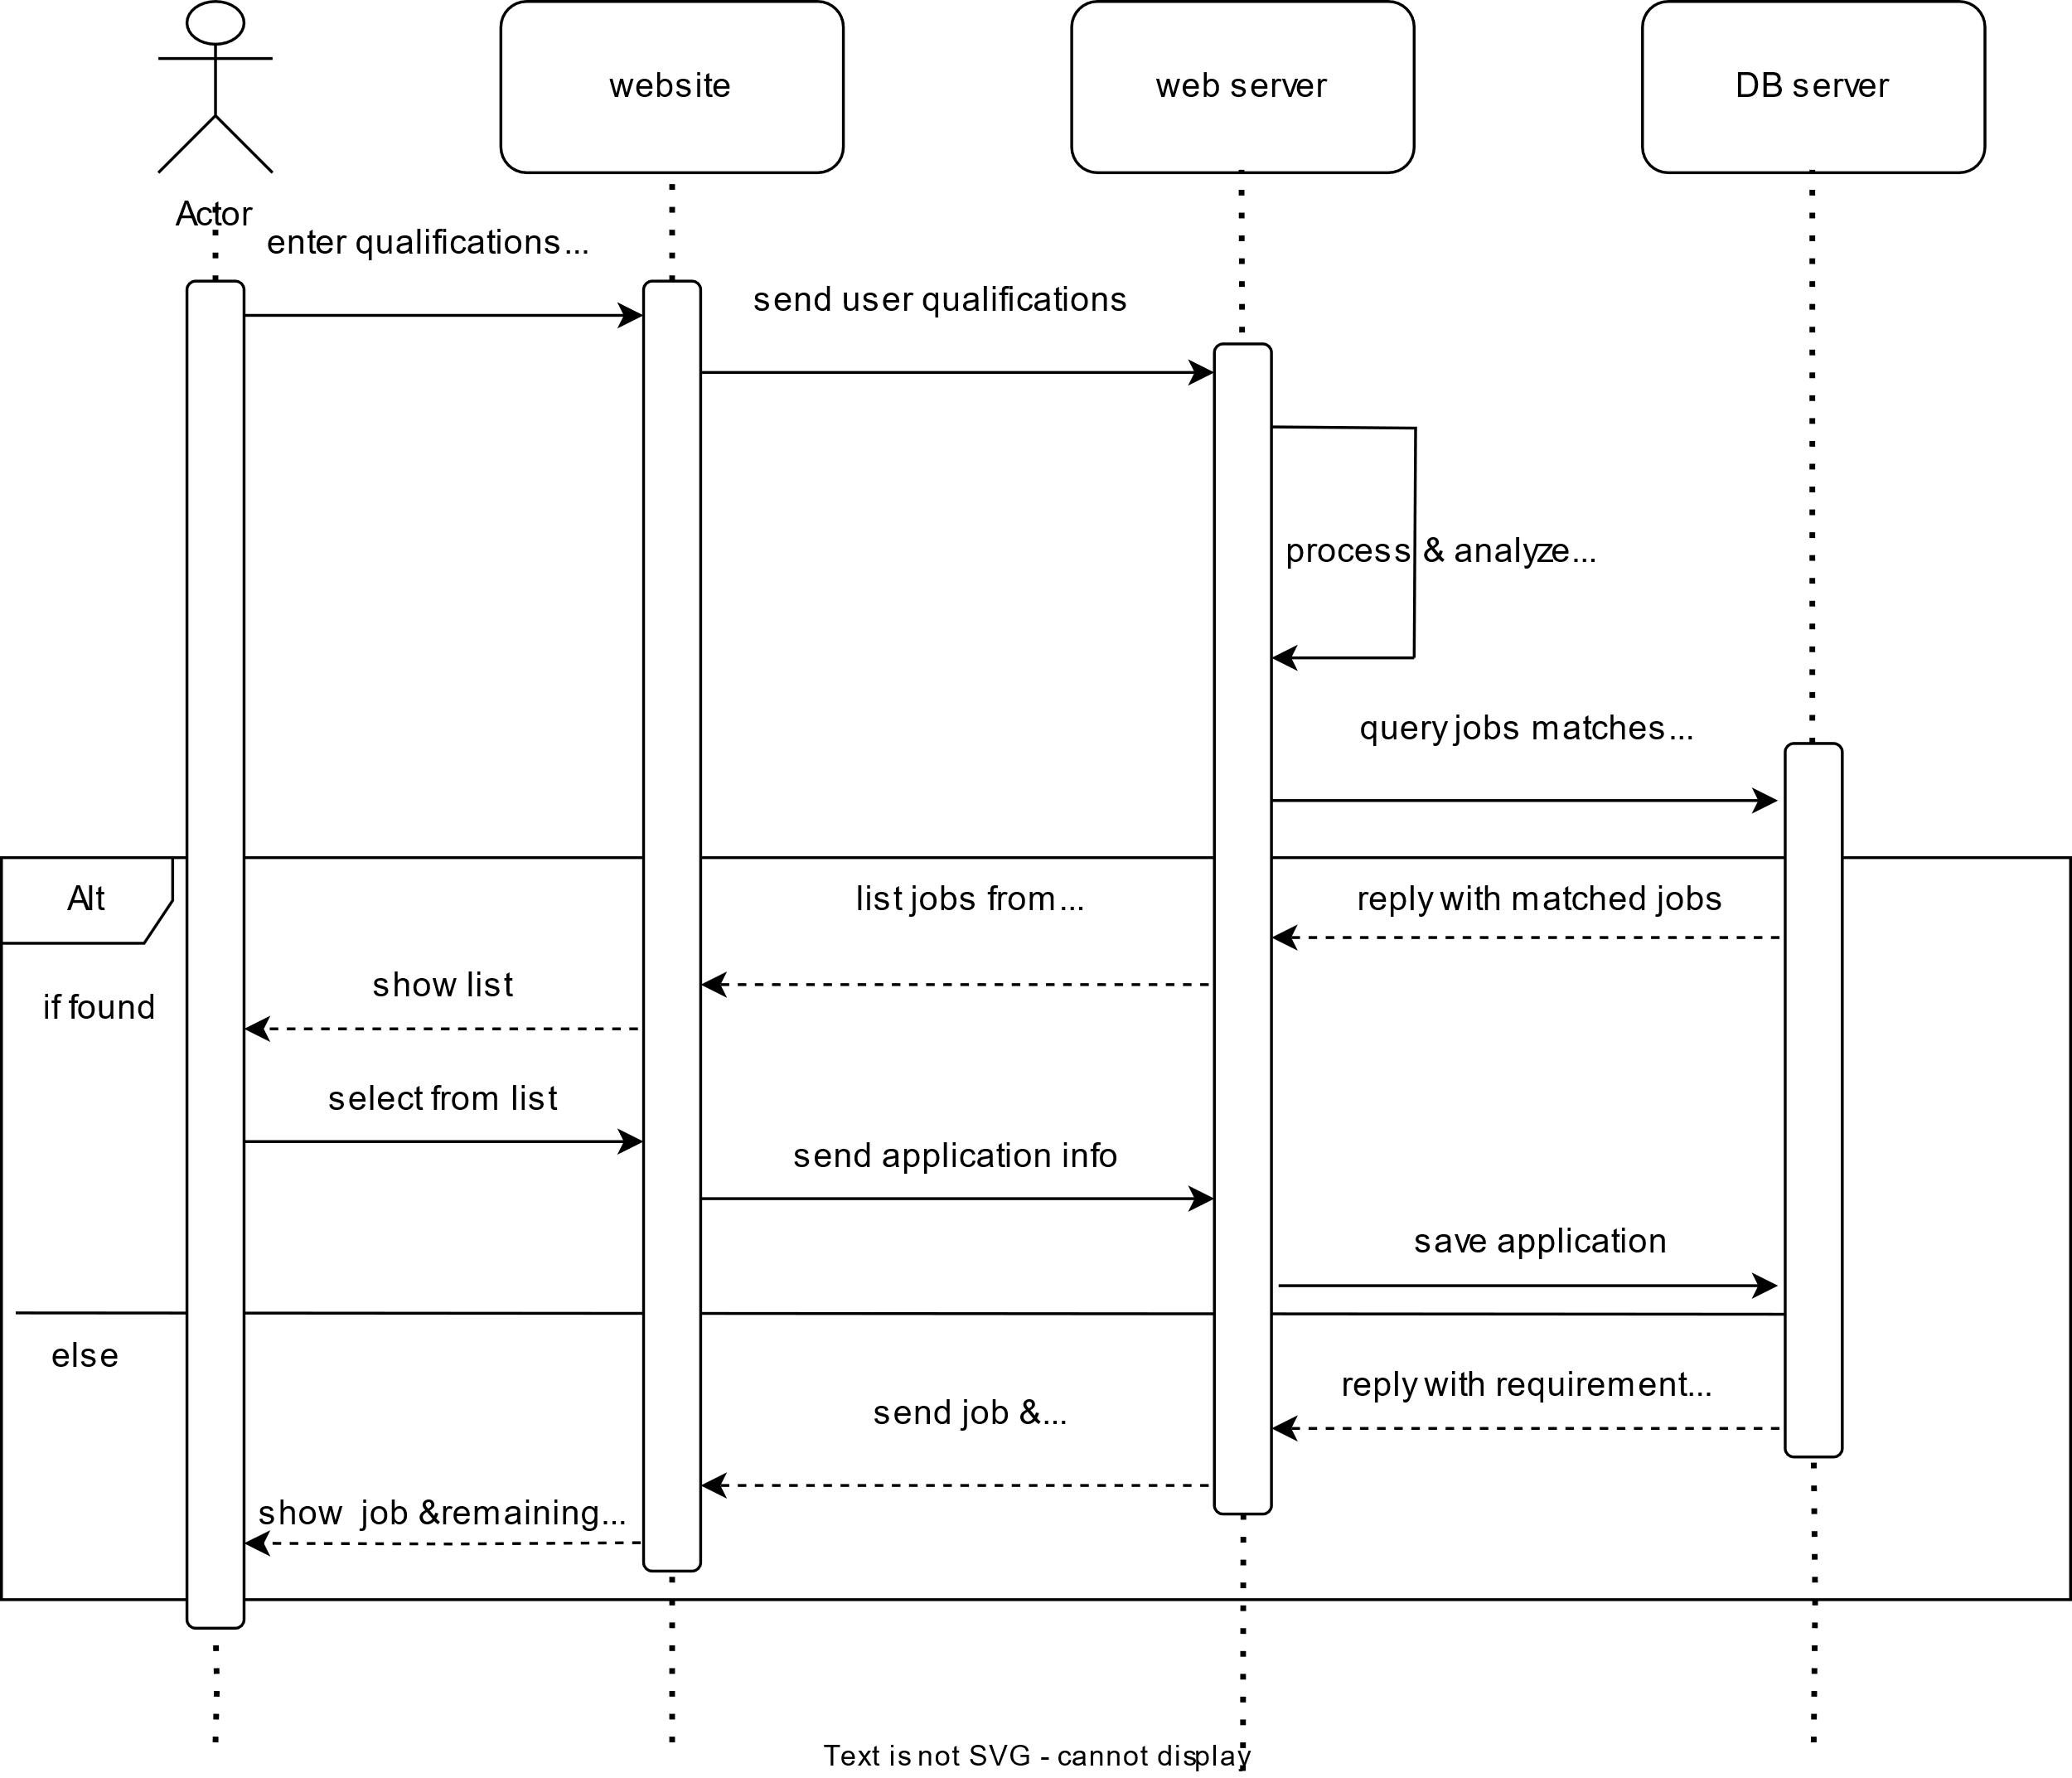 website
web server
DB server
Actor
enter qualifications...
send user qualifications
process & analyze...
query jobs matches...
Alt
list jobs from...
reply with matched jobs
show list
if found
select from list
send application info
save application
else
reply with requirement...
send job &...
show  job &remaining...
Text is not SVG - cannot display